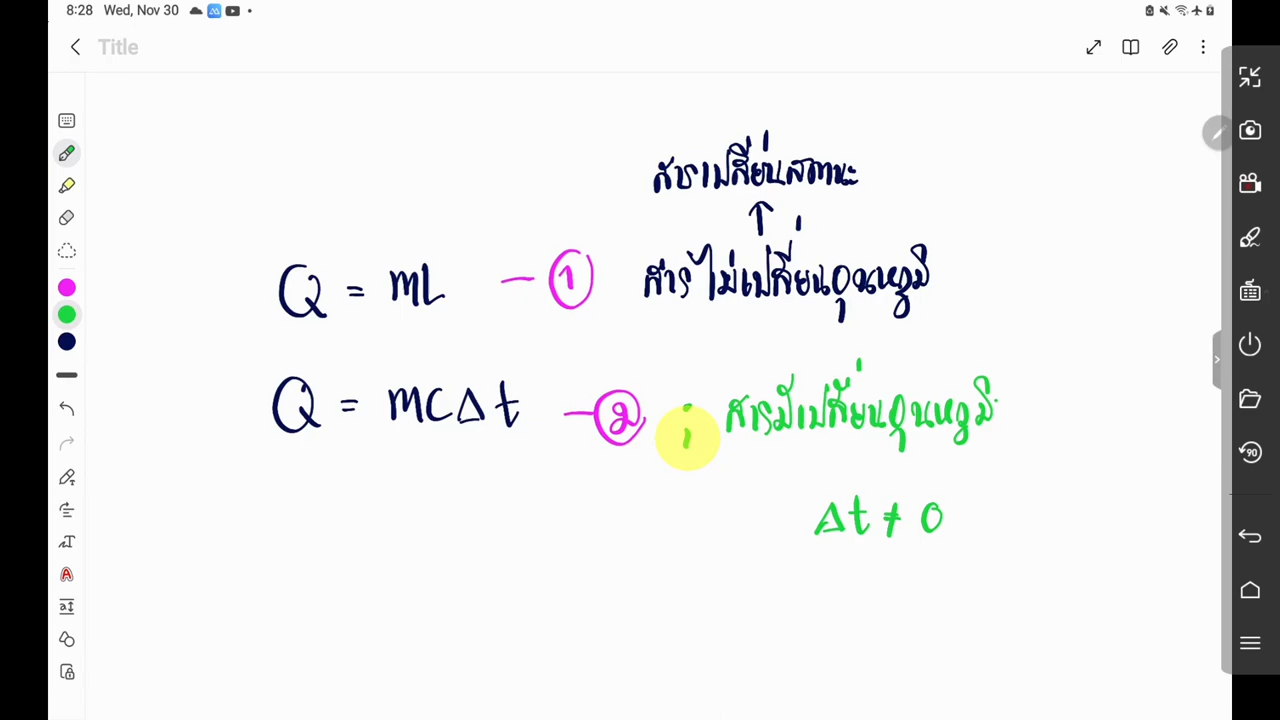 8:28 Wed, Nov 30
Title
สารเปลี่ยนสถานะ
↑
Q = mL — ① สารไม่เปลี่ยนอุณหภูมิ
Q = mcΔt — ② ; สารมีเปลี่ยนอุณหภูมิ
Δt ≠ 0